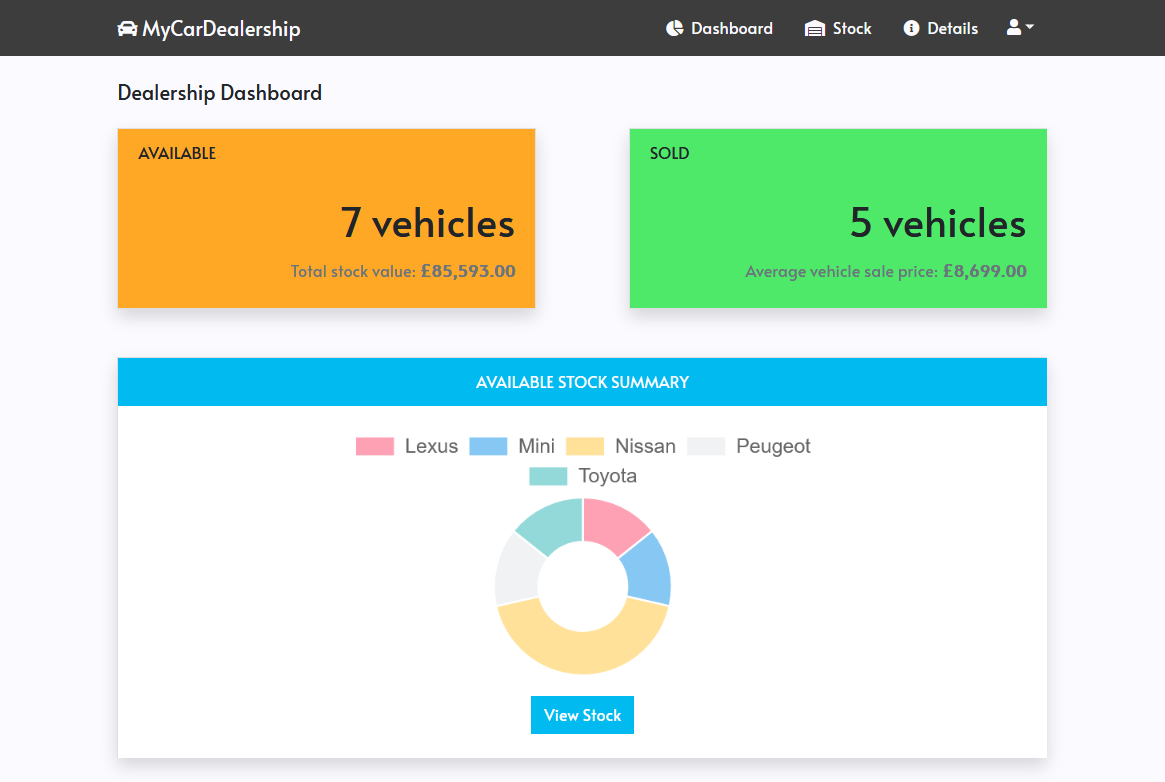 MyCarDealership Dashboard Stock Details
Dealership Dashboard
AVAILABLE
7 vehicles
Total stock value: £85,593.00
SOLD
5 vehicles
Average vehicle sale price: £8,699.00
AVAILABLE STOCK SUMMARY
Lexus Mini Nissan Peugeot
Toyota
View Stock